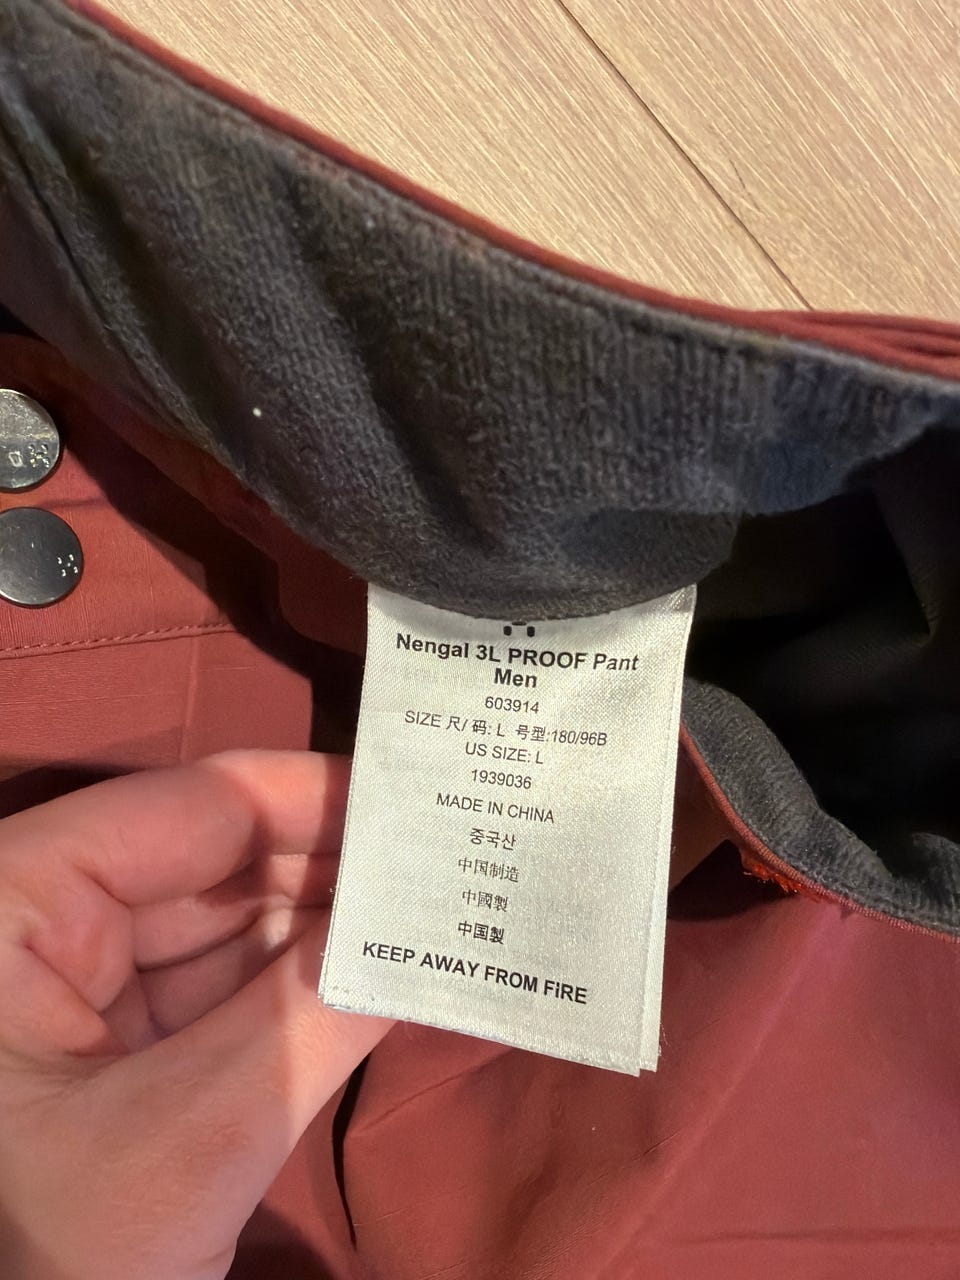 Nengal 3L PROOF Pant
Men
603914
SIZE 尺/ 码: L 号型:180/96B
US SIZE: L
1939036
MADE IN CHINA
중국산
中国制造
中國製
中国製
KEEP AWAY FROM FIRE